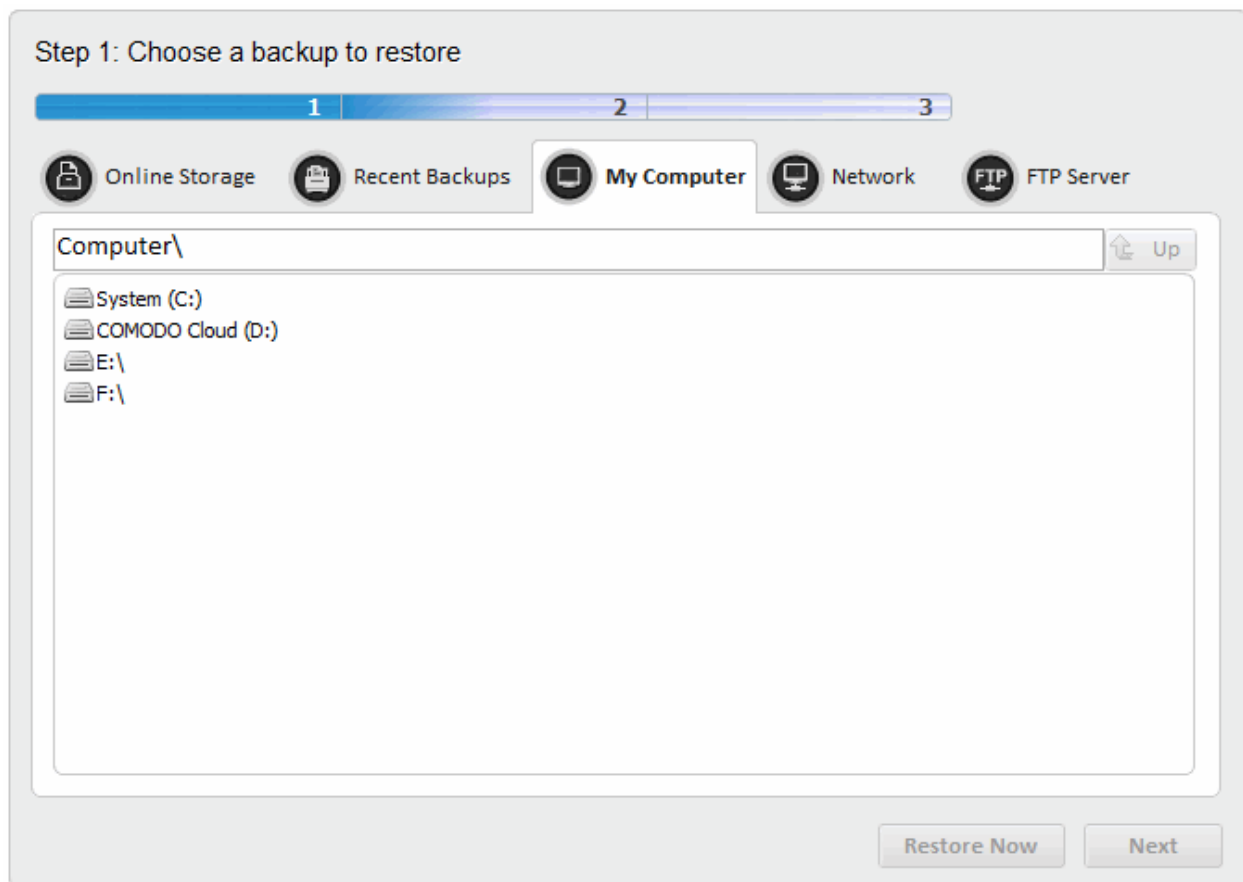 Step 1: Choose a backup to restore
1 2 3
Online Storage Recent Backups My Computer Network FTP FTP Server
Computer\ Up
System (C:)
COMODO Cloud (D:)
E:\
F:\
Restore Now Next